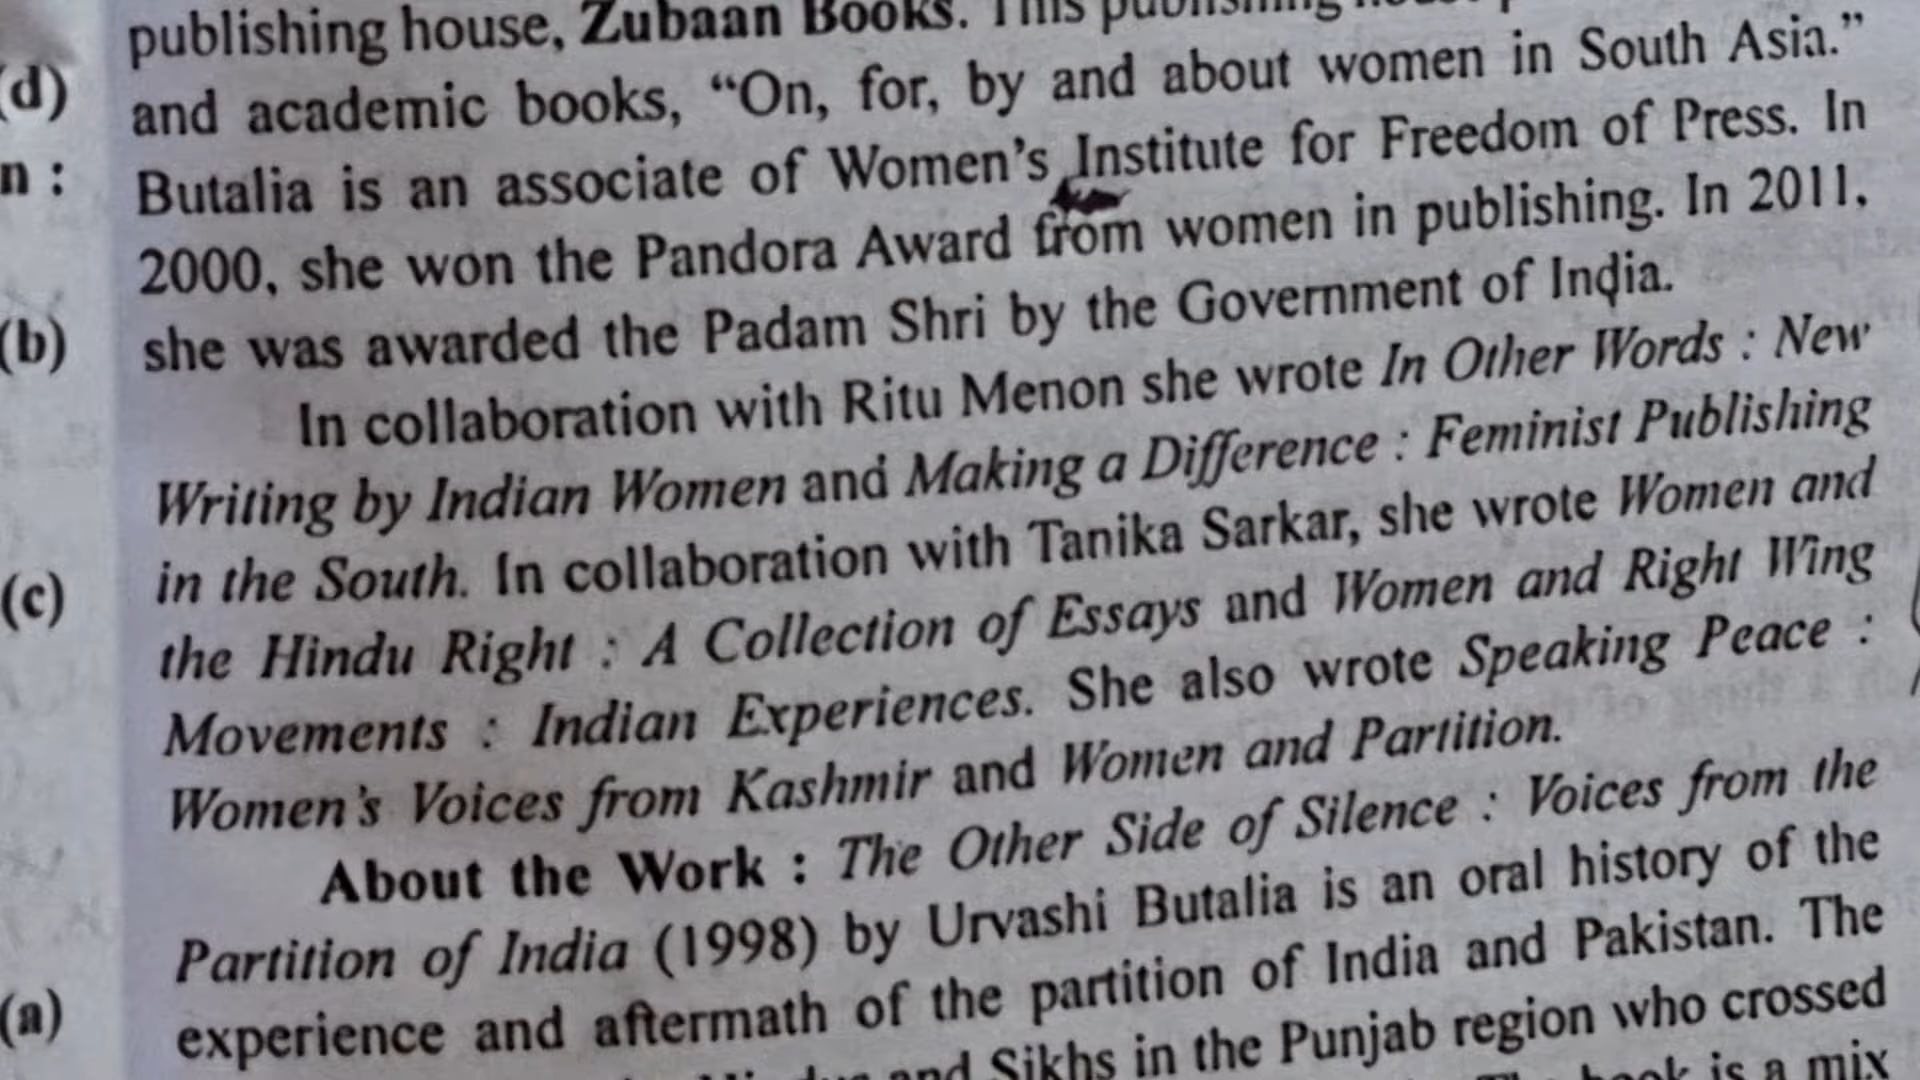 publishing house, Zubaan Books. This publishing house
(d) and academic books, “On, for, by and about women in South Asia.”
n : Butalia is an associate of Women’s Institute for Freedom of Press. In
2000, she won the Pandora Award from women in publishing. In 2011,
(b) she was awarded the Padam Shri by the Government of India.
In collaboration with Ritu Menon she wrote In Other Words : New
Writing by Indian Women and Making a Difference : Feminist Publishing
(c) in the South. In collaboration with Tanika Sarkar, she wrote Women and
the Hindu Right : A Collection of Essays and Women and Right Wing
Movements : Indian Experiences. She also wrote Speaking Peace :
Women’s Voices from Kashmir and Women and Partition.
About the Work : The Other Side of Silence : Voices from the
Partition of India (1998) by Urvashi Butalia is an oral history of the
(a) experience and aftermath of the partition of India and Pakistan. The
and Sikhs in the Punjab region who crossed
book is a mix